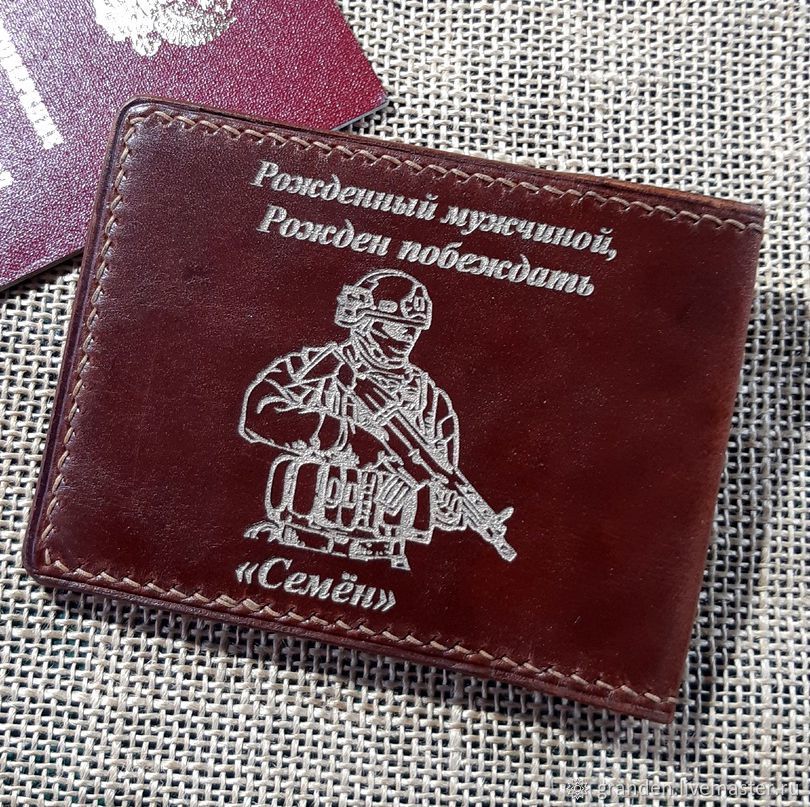 Рожденный мужчиной,
Рожден побеждать
«Семён»
granden.livemaster.ru